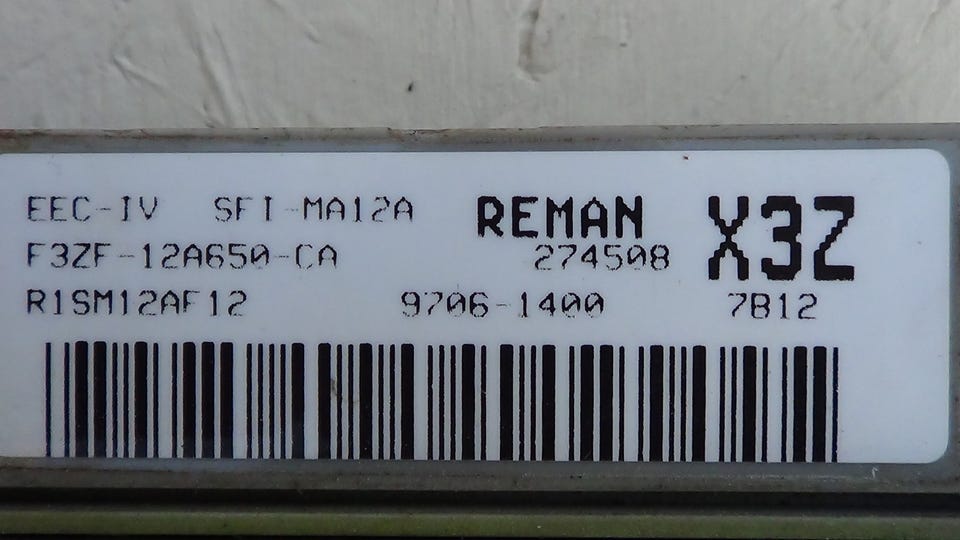 EEC-IV SFI-MA12A REMAN X3Z
F3ZF-12A650-CA 274508
R1SM12AF12 9706-1400 7B12